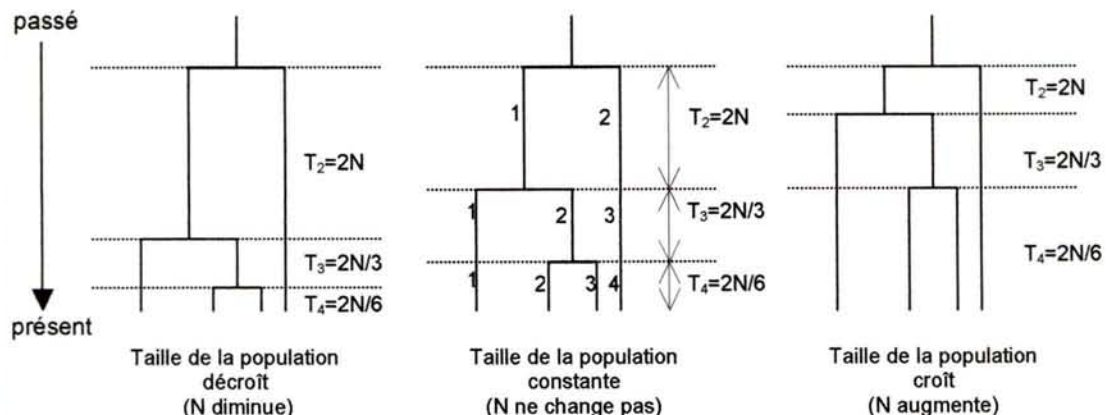 passé
présent
T2=2N
T3=2N/3
T4=2N/6
Taille de la population
décroît
(N diminue)
1
2
T2=2N
1
2
3
T3=2N/3
1
2
3
4
T4=2N/6
Taille de la population
constante
(N ne change pas)
T2=2N
T3=2N/3
T4=2N/6
Taille de la population
croît
(N augmente)